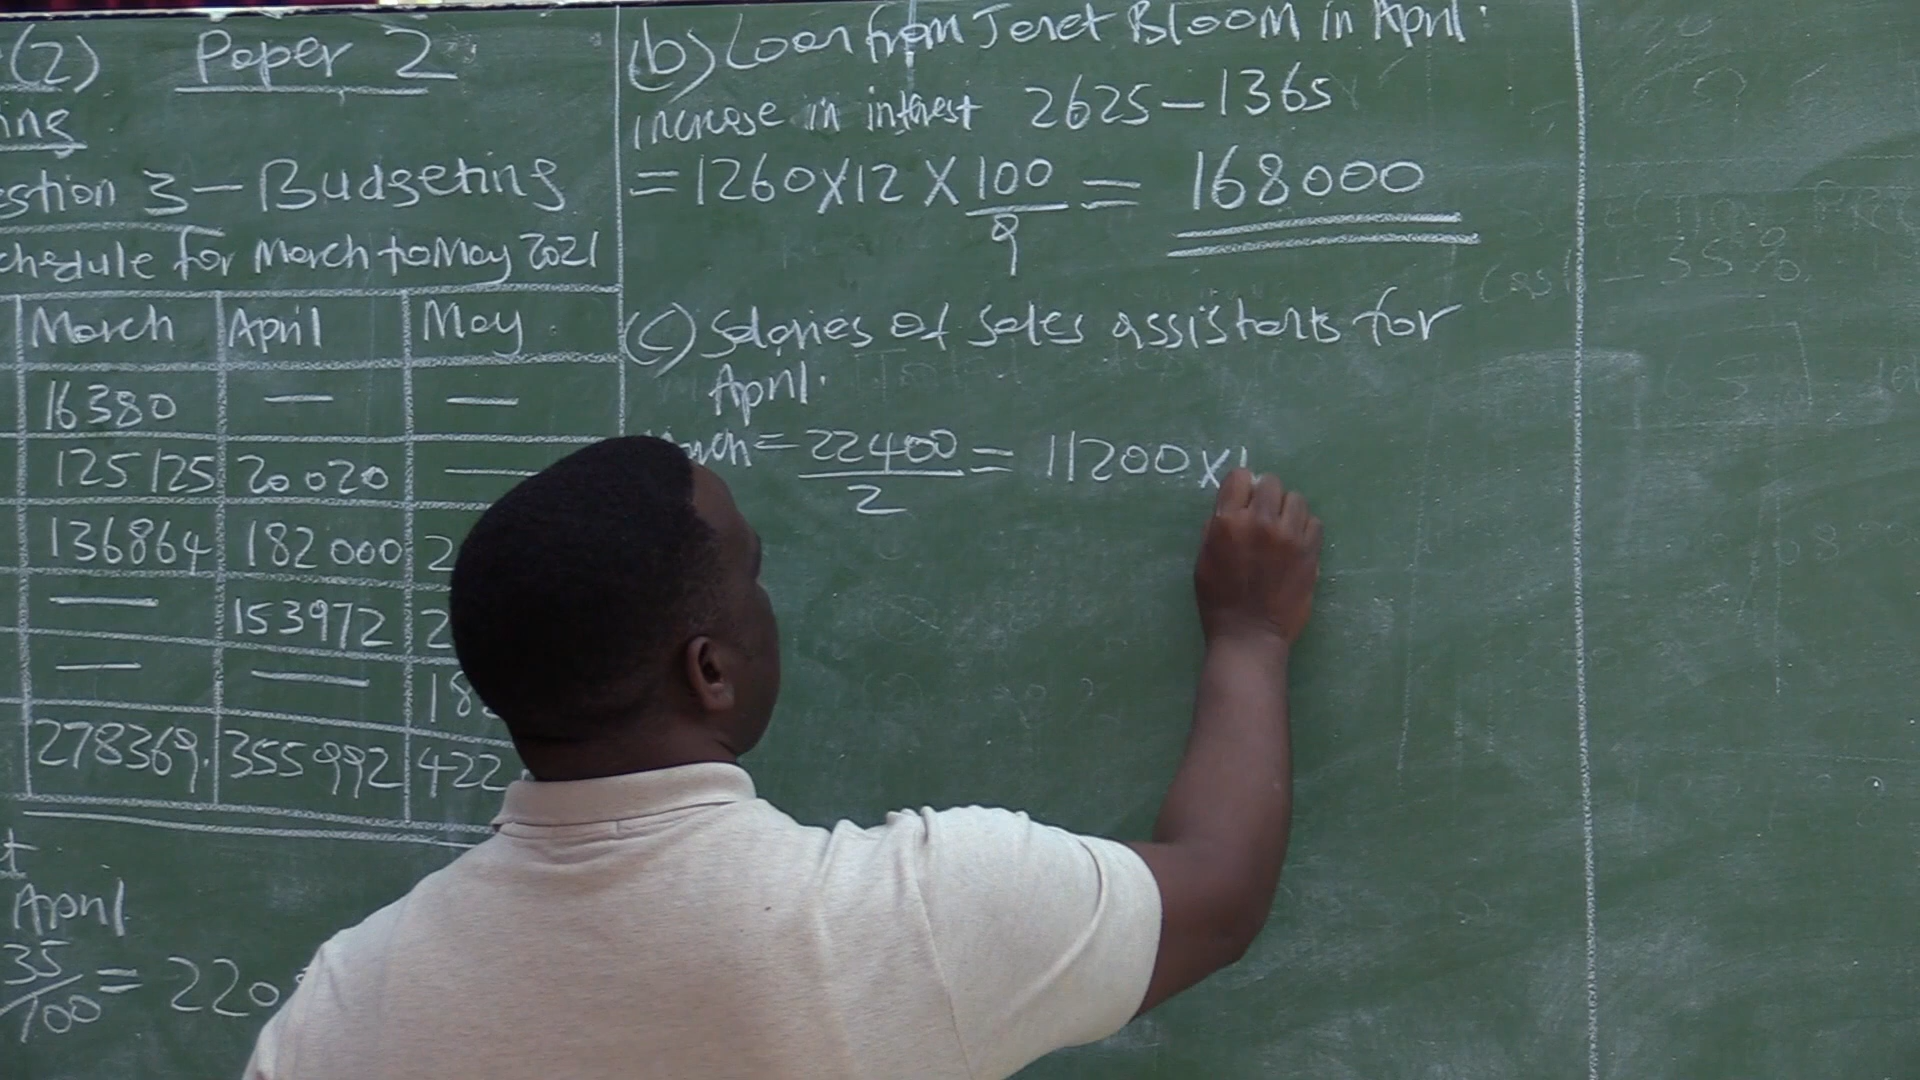 (2) Paper 2
ing
estion 3 – Budgeting
chedule for March to May 2021
March April May
16380 — —
125125 20020 —
136864 182000 2
— 153972 2
— — 18
278369. 355992 422
April
35/100 = 220
(b) Loan from Jonet Bloom in April.
increase in interest 2625 – 1365
= 1260 X 12 X 100/9 = 168000
(C) Salaries of sales assistants for
April.
= 22400/2 = 11200 X 1